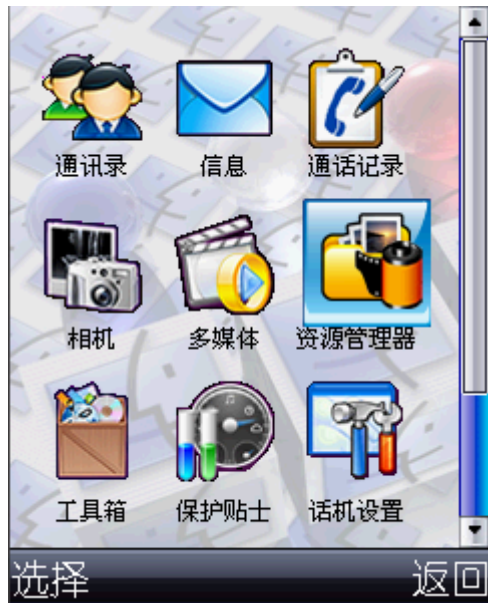 通讯录 信息 通话记录
相机 多媒体 资源管理器
工具箱 保护贴士 话机设置
选择 返回